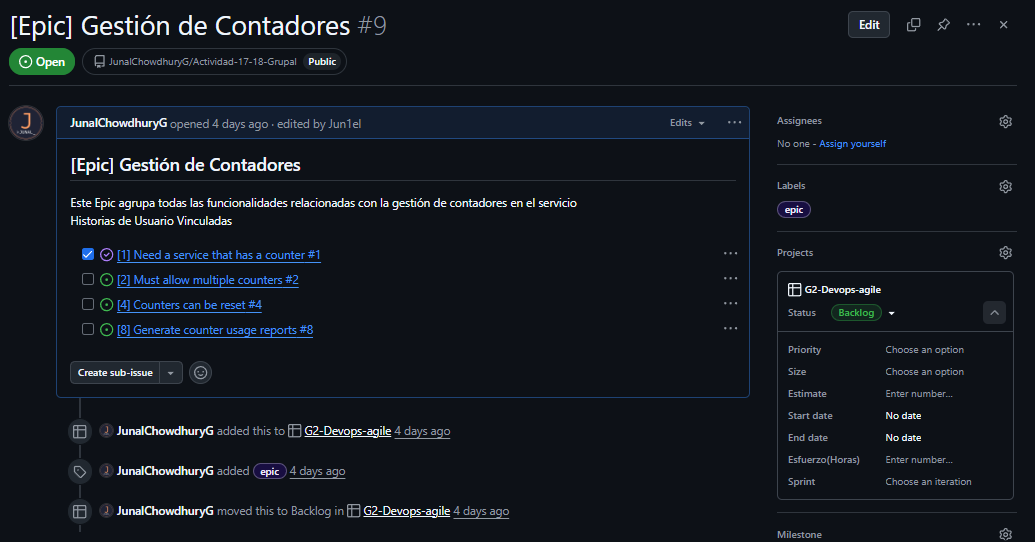 [Epic] Gestión de Contadores #9
Edit
Open
JunalChowdhuryG/Actividad-17-18-Grupal Public
JunalChowdhuryG opened 4 days ago · edited by Jun1el
Edits
[Epic] Gestión de Contadores
Este Epic agrupa todas las funcionalidades relacionadas con la gestión de contadores en el servicio
Historias de Usuario Vinculadas
[1] Need a service that has a counter #1
[2] Must allow multiple counters #2
[4] Counters can be reset #4
[8] Generate counter usage reports #8
Create sub-issue
JunalChowdhuryG added this to G2-Devops-agile 4 days ago
JunalChowdhuryG added epic 4 days ago
JunalChowdhuryG moved this to Backlog in G2-Devops-agile 4 days ago
Assignees
No one - Assign yourself
Labels
epic
Projects
G2-Devops-agile
Status Backlog
Priority Choose an option
Size Choose an option
Estimate Enter number...
Start date No date
End date No date
Esfuerzo(Horas) Enter number...
Sprint Choose an iteration
Milestone